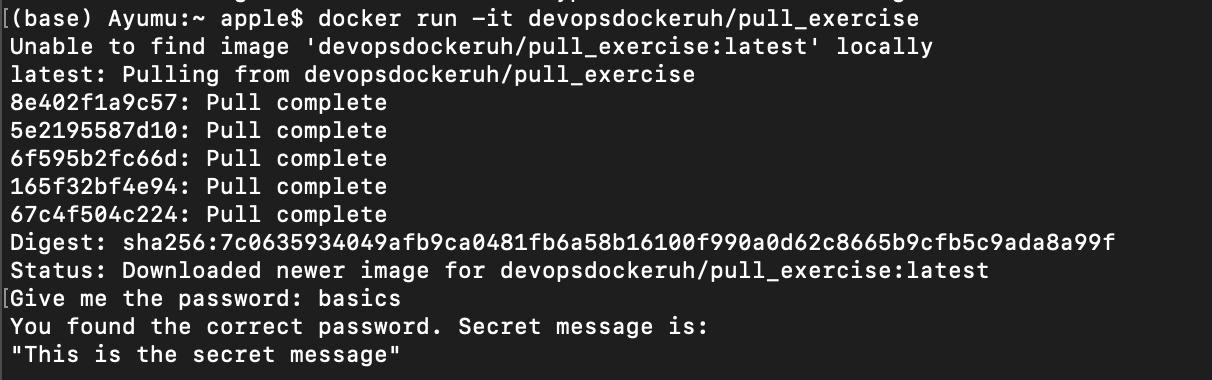 [(base) Ayumu:~ apple$ docker run -it devopsdockeruh/pull_exercise
Unable to find image 'devopsdockeruh/pull_exercise:latest' locally
latest: Pulling from devopsdockeruh/pull_exercise
8e402f1a9c57: Pull complete
5e2195587d10: Pull complete
6f595b2fc66d: Pull complete
165f32bf4e94: Pull complete
67c4f504c224: Pull complete
Digest: sha256:7c0635934049afb9ca0481fb6a58b16100f990a0d62c8665b9cfb5c9ada8a99f
Status: Downloaded newer image for devopsdockeruh/pull_exercise:latest
[Give me the password: basics
You found the correct password. Secret message is:
"This is the secret message"